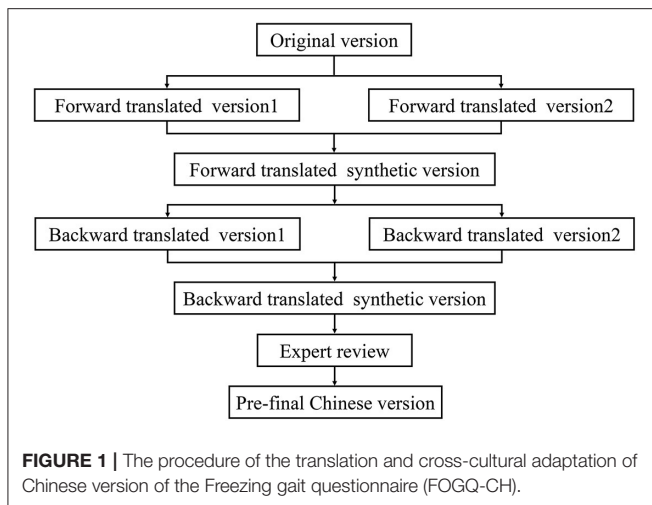 Original version
Forward translated version1
Forward translated version2
Forward translated synthetic version
Backward translated version1
Backward translated version2
Backward translated synthetic version
Expert review
Pre-final Chinese version
FIGURE 1 | The procedure of the translation and cross-cultural adaptation of
Chinese version of the Freezing gait questionnaire (FOGQ-CH).